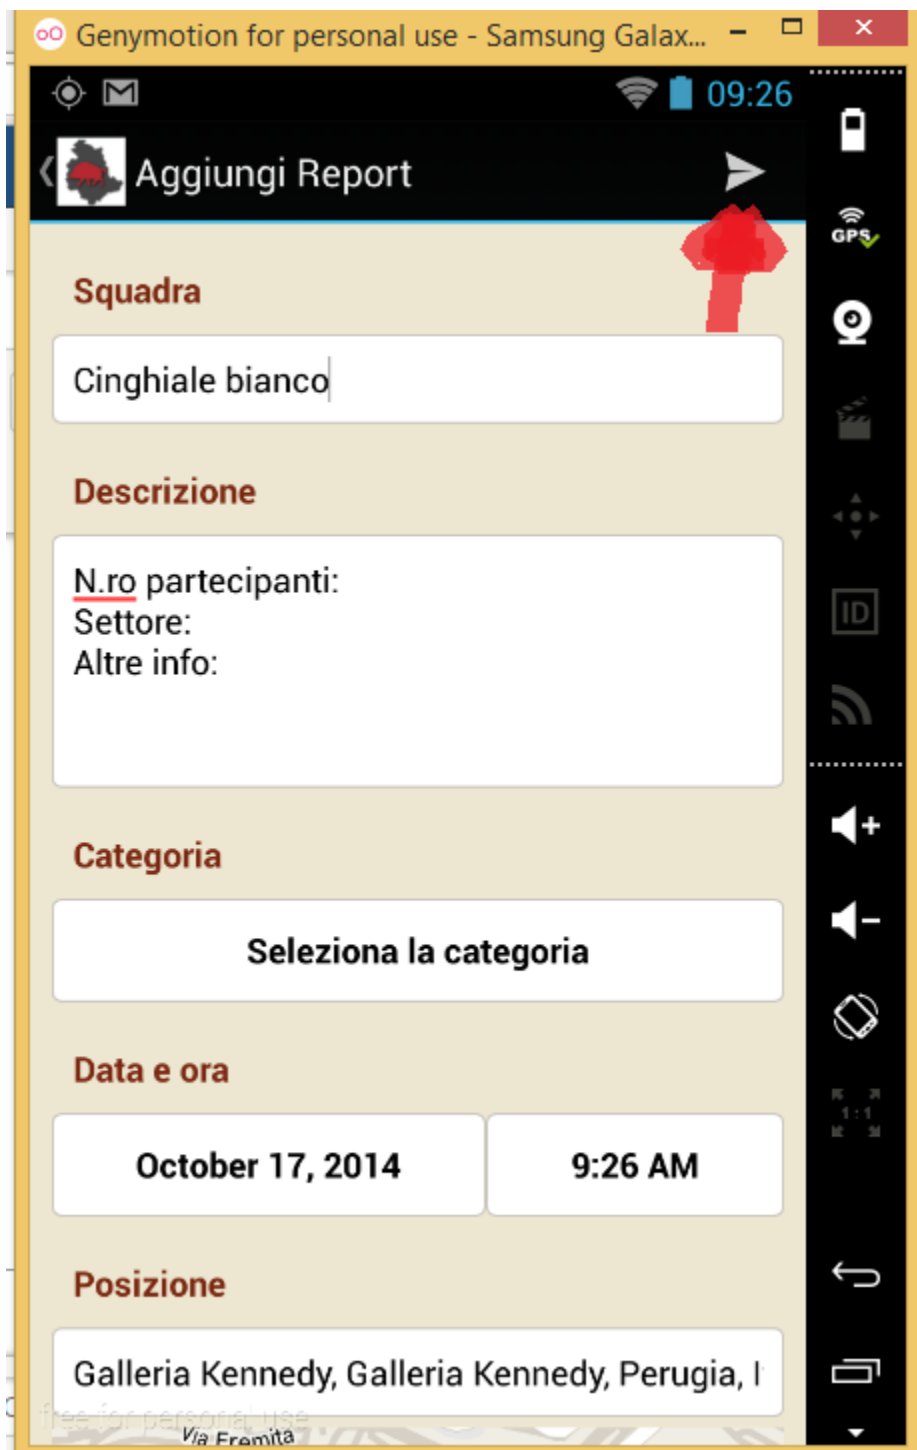 Genymotion for personal use - Samsung Galax...
09:26
Aggiungi Report
GPS
Squadra
Cinghiale bianco
Descrizione
N.ro partecipanti:
Settore:
Altre info:
ID
Categoria
Seleziona la categoria
Data e ora
1:1
October 17, 2014
9:26 AM
Posizione
Galleria Kennedy, Galleria Kennedy, Perugia, I
free for personal use
Via Eremita